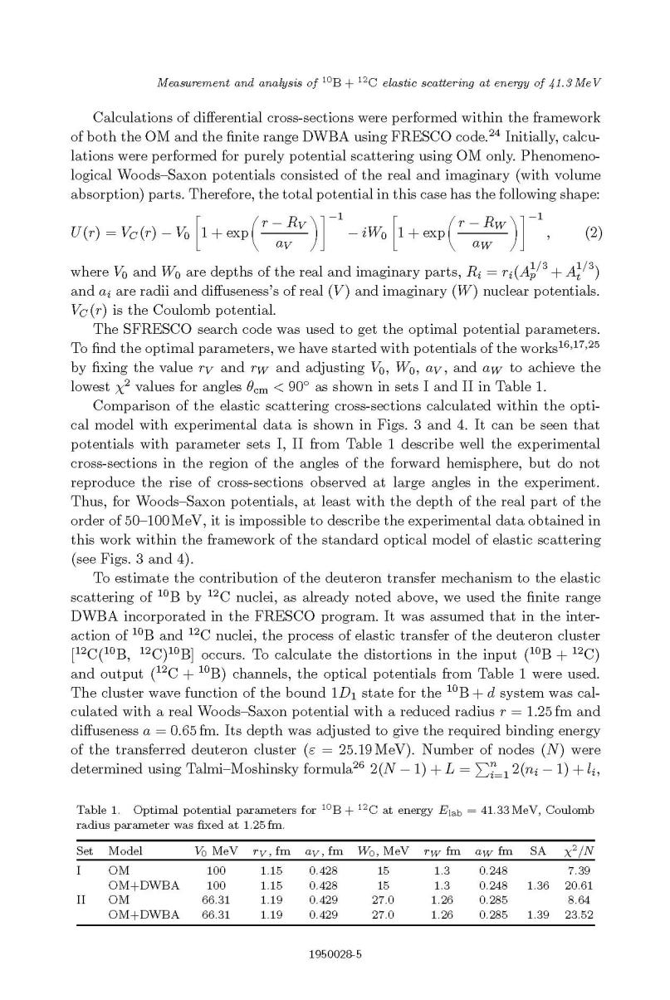 Measurement and analysis of ¹⁰B + ¹²C elastic scattering at energy of 41.3 MeV
Calculations of differential cross-sections were performed within the framework
of both the OM and the finite range DWBA using FRESCO code.²⁴ Initially, calcu-
lations were performed for purely potential scattering using OM only. Phenomeno-
logical Woods–Saxon potentials consisted of the real and imaginary (with volume
absorption) parts. Therefore, the total potential in this case has the following shape:
U(r) = V_C(r) − V₀ [1 + exp((r − R_V)/a_V)]⁻¹ − iW₀ [1 + exp((r − R_W)/a_W)]⁻¹, (2)
where V₀ and W₀ are depths of the real and imaginary parts, R_i = r_i(A_p^{1/3} + A_t^{1/3})
and a_i are radii and diffuseness's of real (V) and imaginary (W) nuclear potentials.
V_C(r) is the Coulomb potential.
The SFRESCO search code was used to get the optimal potential parameters.
To find the optimal parameters, we have started with potentials of the works¹⁶,¹⁷,²⁵
by fixing the value r_V and r_W and adjusting V₀, W₀, a_V, and a_W to achieve the
lowest χ² values for angles θ_cm < 90° as shown in sets I and II in Table 1.
Comparison of the elastic scattering cross-sections calculated within the opti-
cal model with experimental data is shown in Figs. 3 and 4. It can be seen that
potentials with parameter sets I, II from Table 1 describe well the experimental
cross-sections in the region of the angles of the forward hemisphere, but do not
reproduce the rise of cross-sections observed at large angles in the experiment.
Thus, for Woods–Saxon potentials, at least with the depth of the real part of the
order of 50–100 MeV, it is impossible to describe the experimental data obtained in
this work within the framework of the standard optical model of elastic scattering
(see Figs. 3 and 4).
To estimate the contribution of the deuteron transfer mechanism to the elastic
scattering of ¹⁰B by ¹²C nuclei, as already noted above, we used the finite range
DWBA incorporated in the FRESCO program. It was assumed that in the inter-
action of ¹⁰B and ¹²C nuclei, the process of elastic transfer of the deuteron cluster
[¹²C(¹⁰B, ¹²C)¹⁰B] occurs. To calculate the distortions in the input (¹⁰B + ¹²C)
and output (¹²C + ¹⁰B) channels, the optical potentials from Table 1 were used.
The cluster wave function of the bound 1D₁ state for the ¹⁰B + d system was cal-
culated with a real Woods–Saxon potential with a reduced radius r = 1.25 fm and
diffuseness a = 0.65 fm. Its depth was adjusted to give the required binding energy
of the transferred deuteron cluster (ε = 25.19 MeV). Number of nodes (N) were
determined using Talmi–Moshinsky formula²⁶ 2(N − 1) + L = ∑_{i=1}^{n} 2(n_i − 1) + l_i,
Table 1. Optimal potential parameters for ¹⁰B + ¹²C at energy E_lab = 41.33 MeV, Coulomb
radius parameter was fixed at 1.25 fm.
Set Model V₀ MeV r_V, fm a_V, fm W₀, MeV r_W fm a_W fm SA χ²/N
I OM 100 1.15 0.428 15 1.3 0.248 7.39
OM+DWBA 100 1.15 0.428 15 1.3 0.248 1.36 20.61
II OM 66.31 1.19 0.429 27.0 1.26 0.285 8.64
OM+DWBA 66.31 1.19 0.429 27.0 1.26 0.285 1.39 23.52
1950028-5